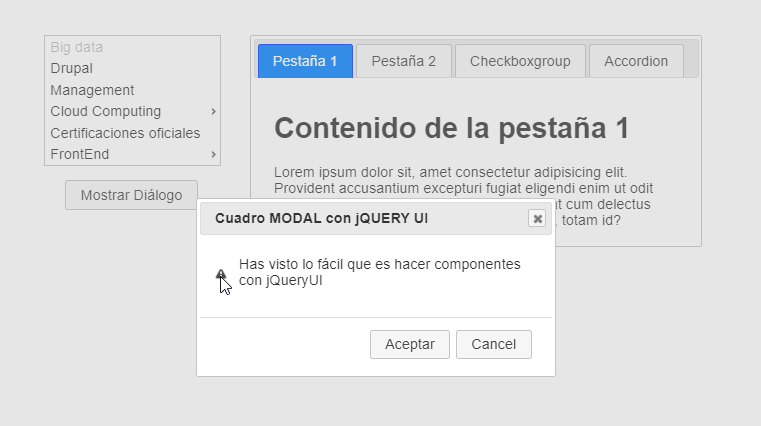 Big data
Drupal
Management
Cloud Computing
Certificaciones oficiales
FrontEnd
Mostrar Diálogo
Pestaña 1
Pestaña 2
Checkboxgroup
Accordion
Contenido de la pestaña 1
Lorem ipsum dolor sit, amet consectetur adipisicing elit.
Provident accusantium excepturi fugiat eligendi enim ut odit
cum delectus
, totam id?
Cuadro MODAL con jQUERY UI
Has visto lo fácil que es hacer componentes
con jQueryUI
Aceptar
Cancel